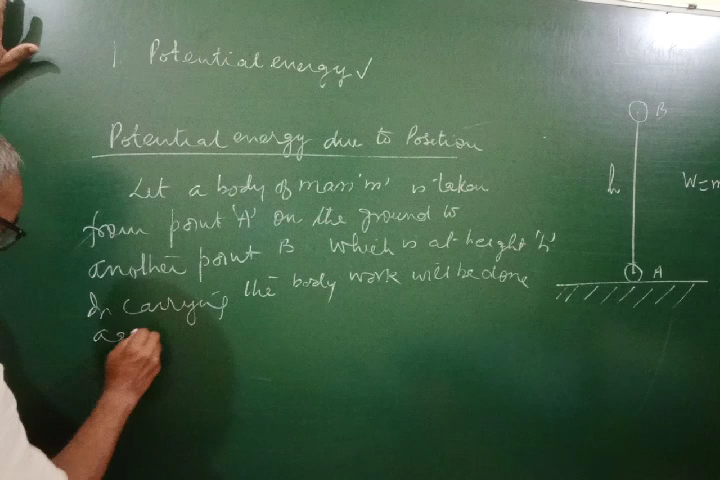 1 Potential energy ✓
Potential energy due to Position
Let a body of mass 'm' is taken
from point 'A' on the ground to
another point B which is at height 'h'
In carrying the body work will be done
B
h
W=m
A